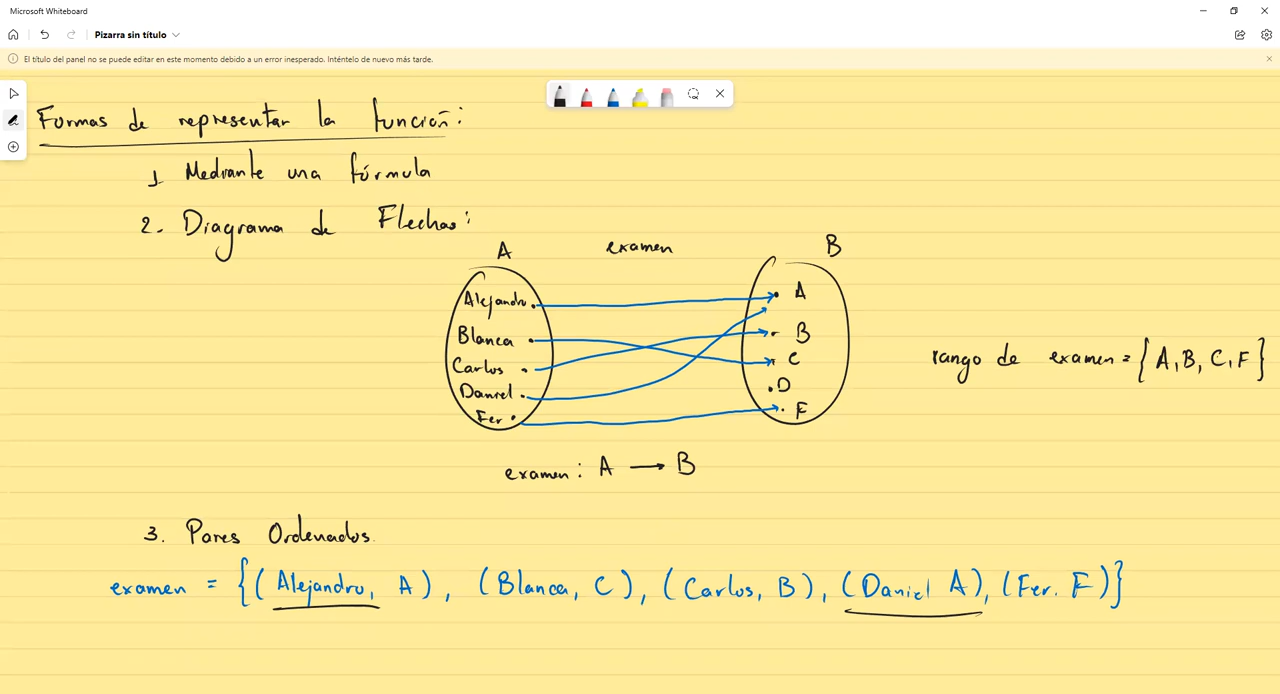 Microsoft Whiteboard
Pizarra sin título
El título del panel no se puede editar en este momento debido a un error inesperado. Inténtelo de nuevo más tarde.
Formas de representar la función:
1 Mediante una fórmula
2. Diagrama de Flechas:
A examen B
Alejandro A
Blanca B
Carlos C
Daniel D
Fer F
rango de examen = {A, B, C, F}
examen: A → B
3. Pares Ordenados.
examen = {(Alejandro, A), (Blanca, C), (Carlos, B), (Daniel A), (Fer. F)}